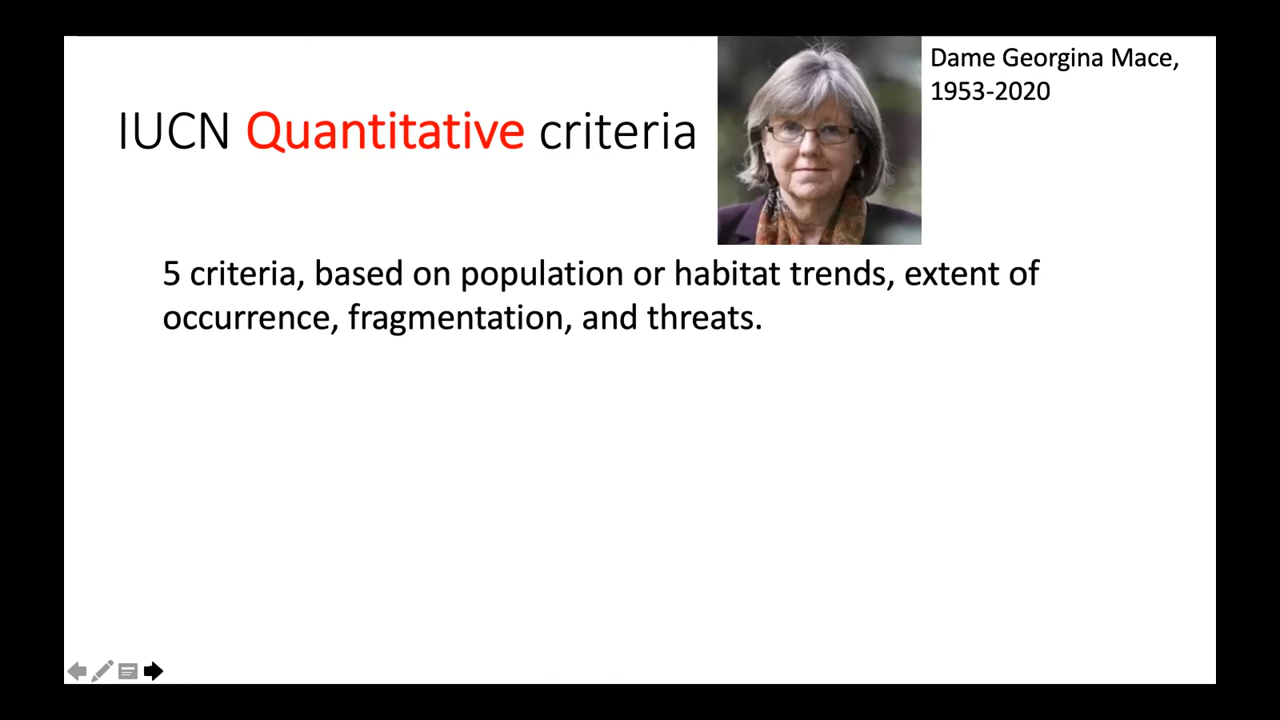 Dame Georgina Mace,
1953-2020
IUCN Quantitative criteria
5 criteria, based on population or habitat trends, extent of
occurrence, fragmentation, and threats.